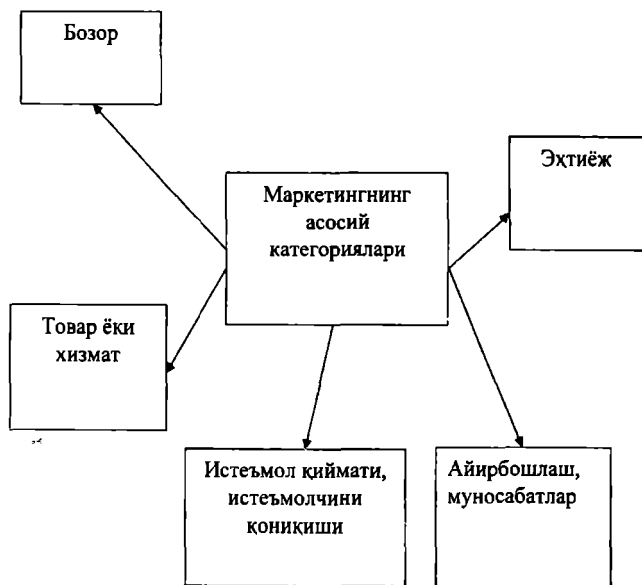 Бозор
Эҳтиёж
Маркетингнинг
асосий
категориялари
Товар ёки
хизмат
Истеъмол қиймати,
истеъмолчини
қониқиши
Айирбошлаш,
муносабатлар